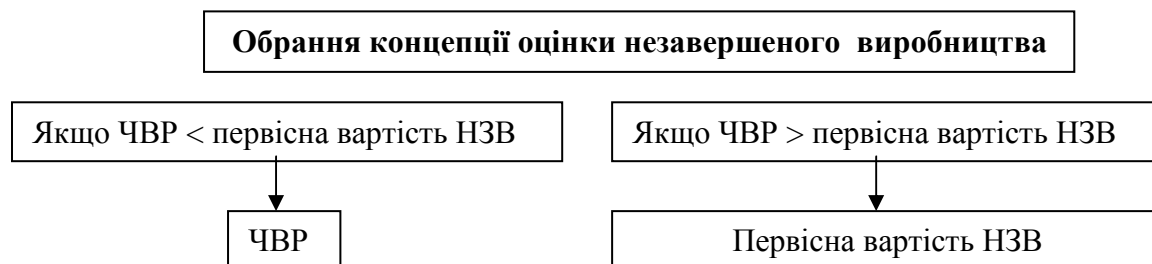 Обрання концепції оцінки незавершеного виробництва
Якщо ЧВР < первісна вартість НЗВ
Якщо ЧВР > первісна вартість НЗВ
ЧВР
Первісна вартість НЗВ